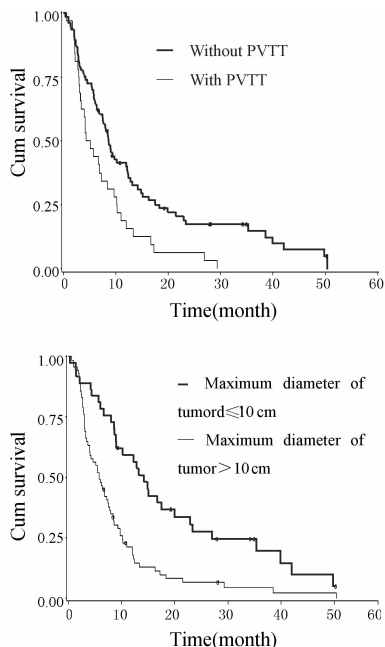 1.00
Without PVTT
With PVTT
0.75
Cum survival
0.50
0.25
0.00
0 10 20 30 40 50 60
Time(month)
1.00
Maximum diameter of
tumord≤10 cm
Maximum diameter of
tumor>10 cm
0.75
Cum survival
0.50
0.25
0.00
0 10 20 30 40 50 60
Time(month)